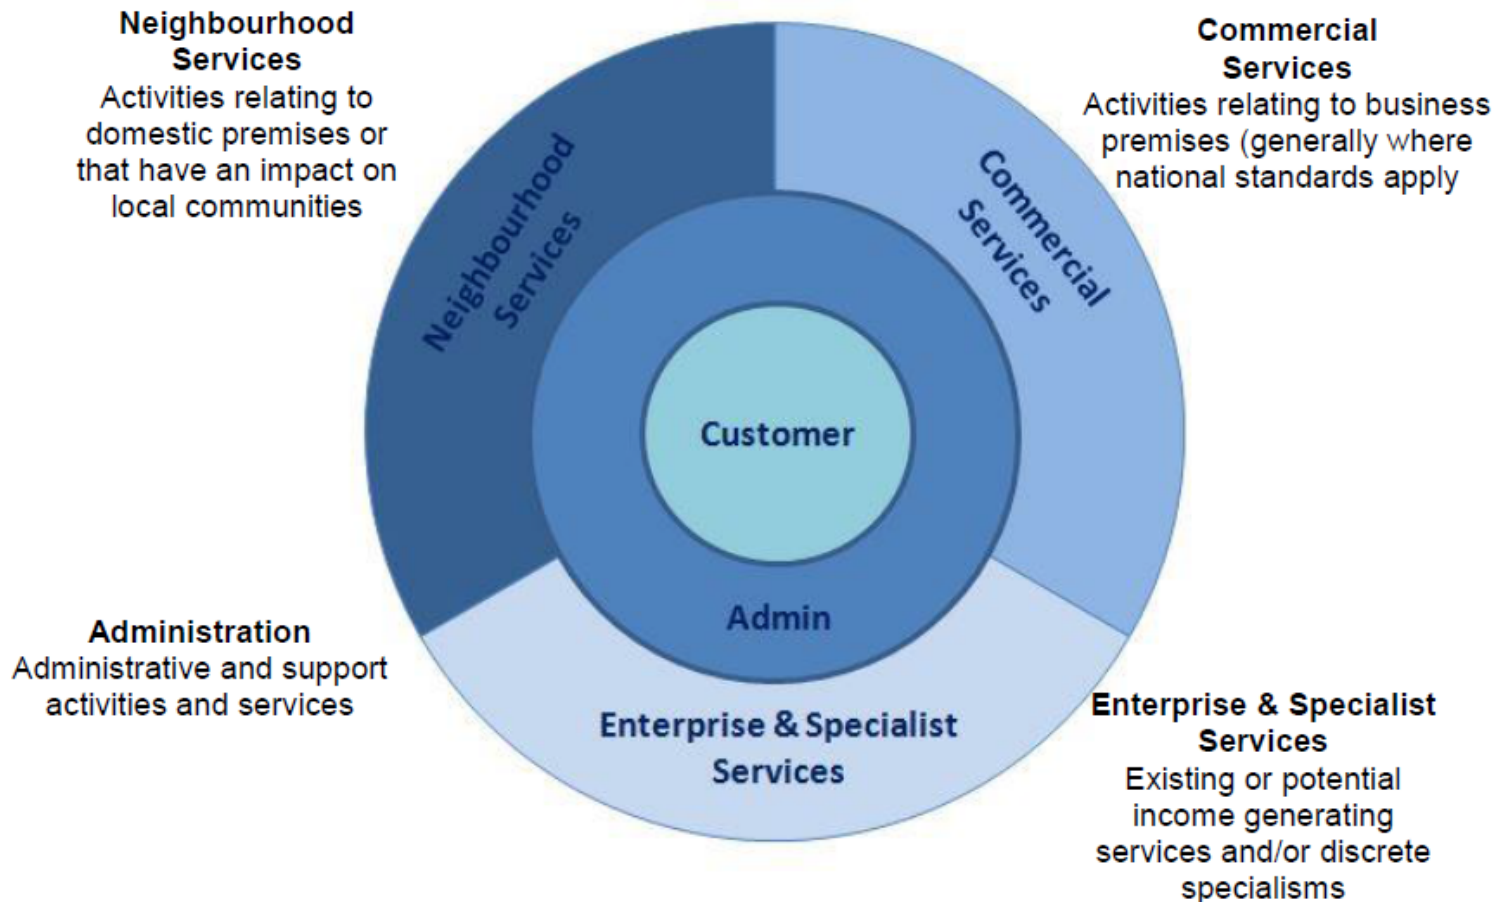 Neighbourhood
Services
Activities relating to
domestic premises or
that have an impact on
local communities
Commercial
Services
Activities relating to business
premises (generally where
national standards apply
Neighbourhood
Services
Commercial
Services
Customer
Admin
Enterprise & Specialist
Services
Administration
Administrative and support
activities and services
Enterprise & Specialist
Services
Existing or potential
income generating
services and/or discrete
specialisms